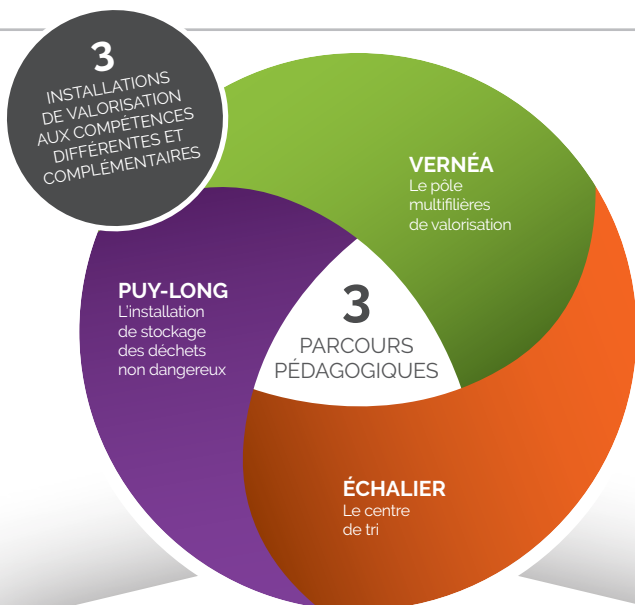 3
INSTALLATIONS
DE VALORISATION
AUX COMPÉTENCES
DIFFÉRENTES ET
COMPLÉMENTAIRES
VERNÉA
Le pôle
multifilières
de valorisation
PUY-LONG
L'installation
de stockage
des déchets
non dangereux
3
PARCOURS
PÉDAGOGIQUES
ÉCHALIER
Le centre
de tri